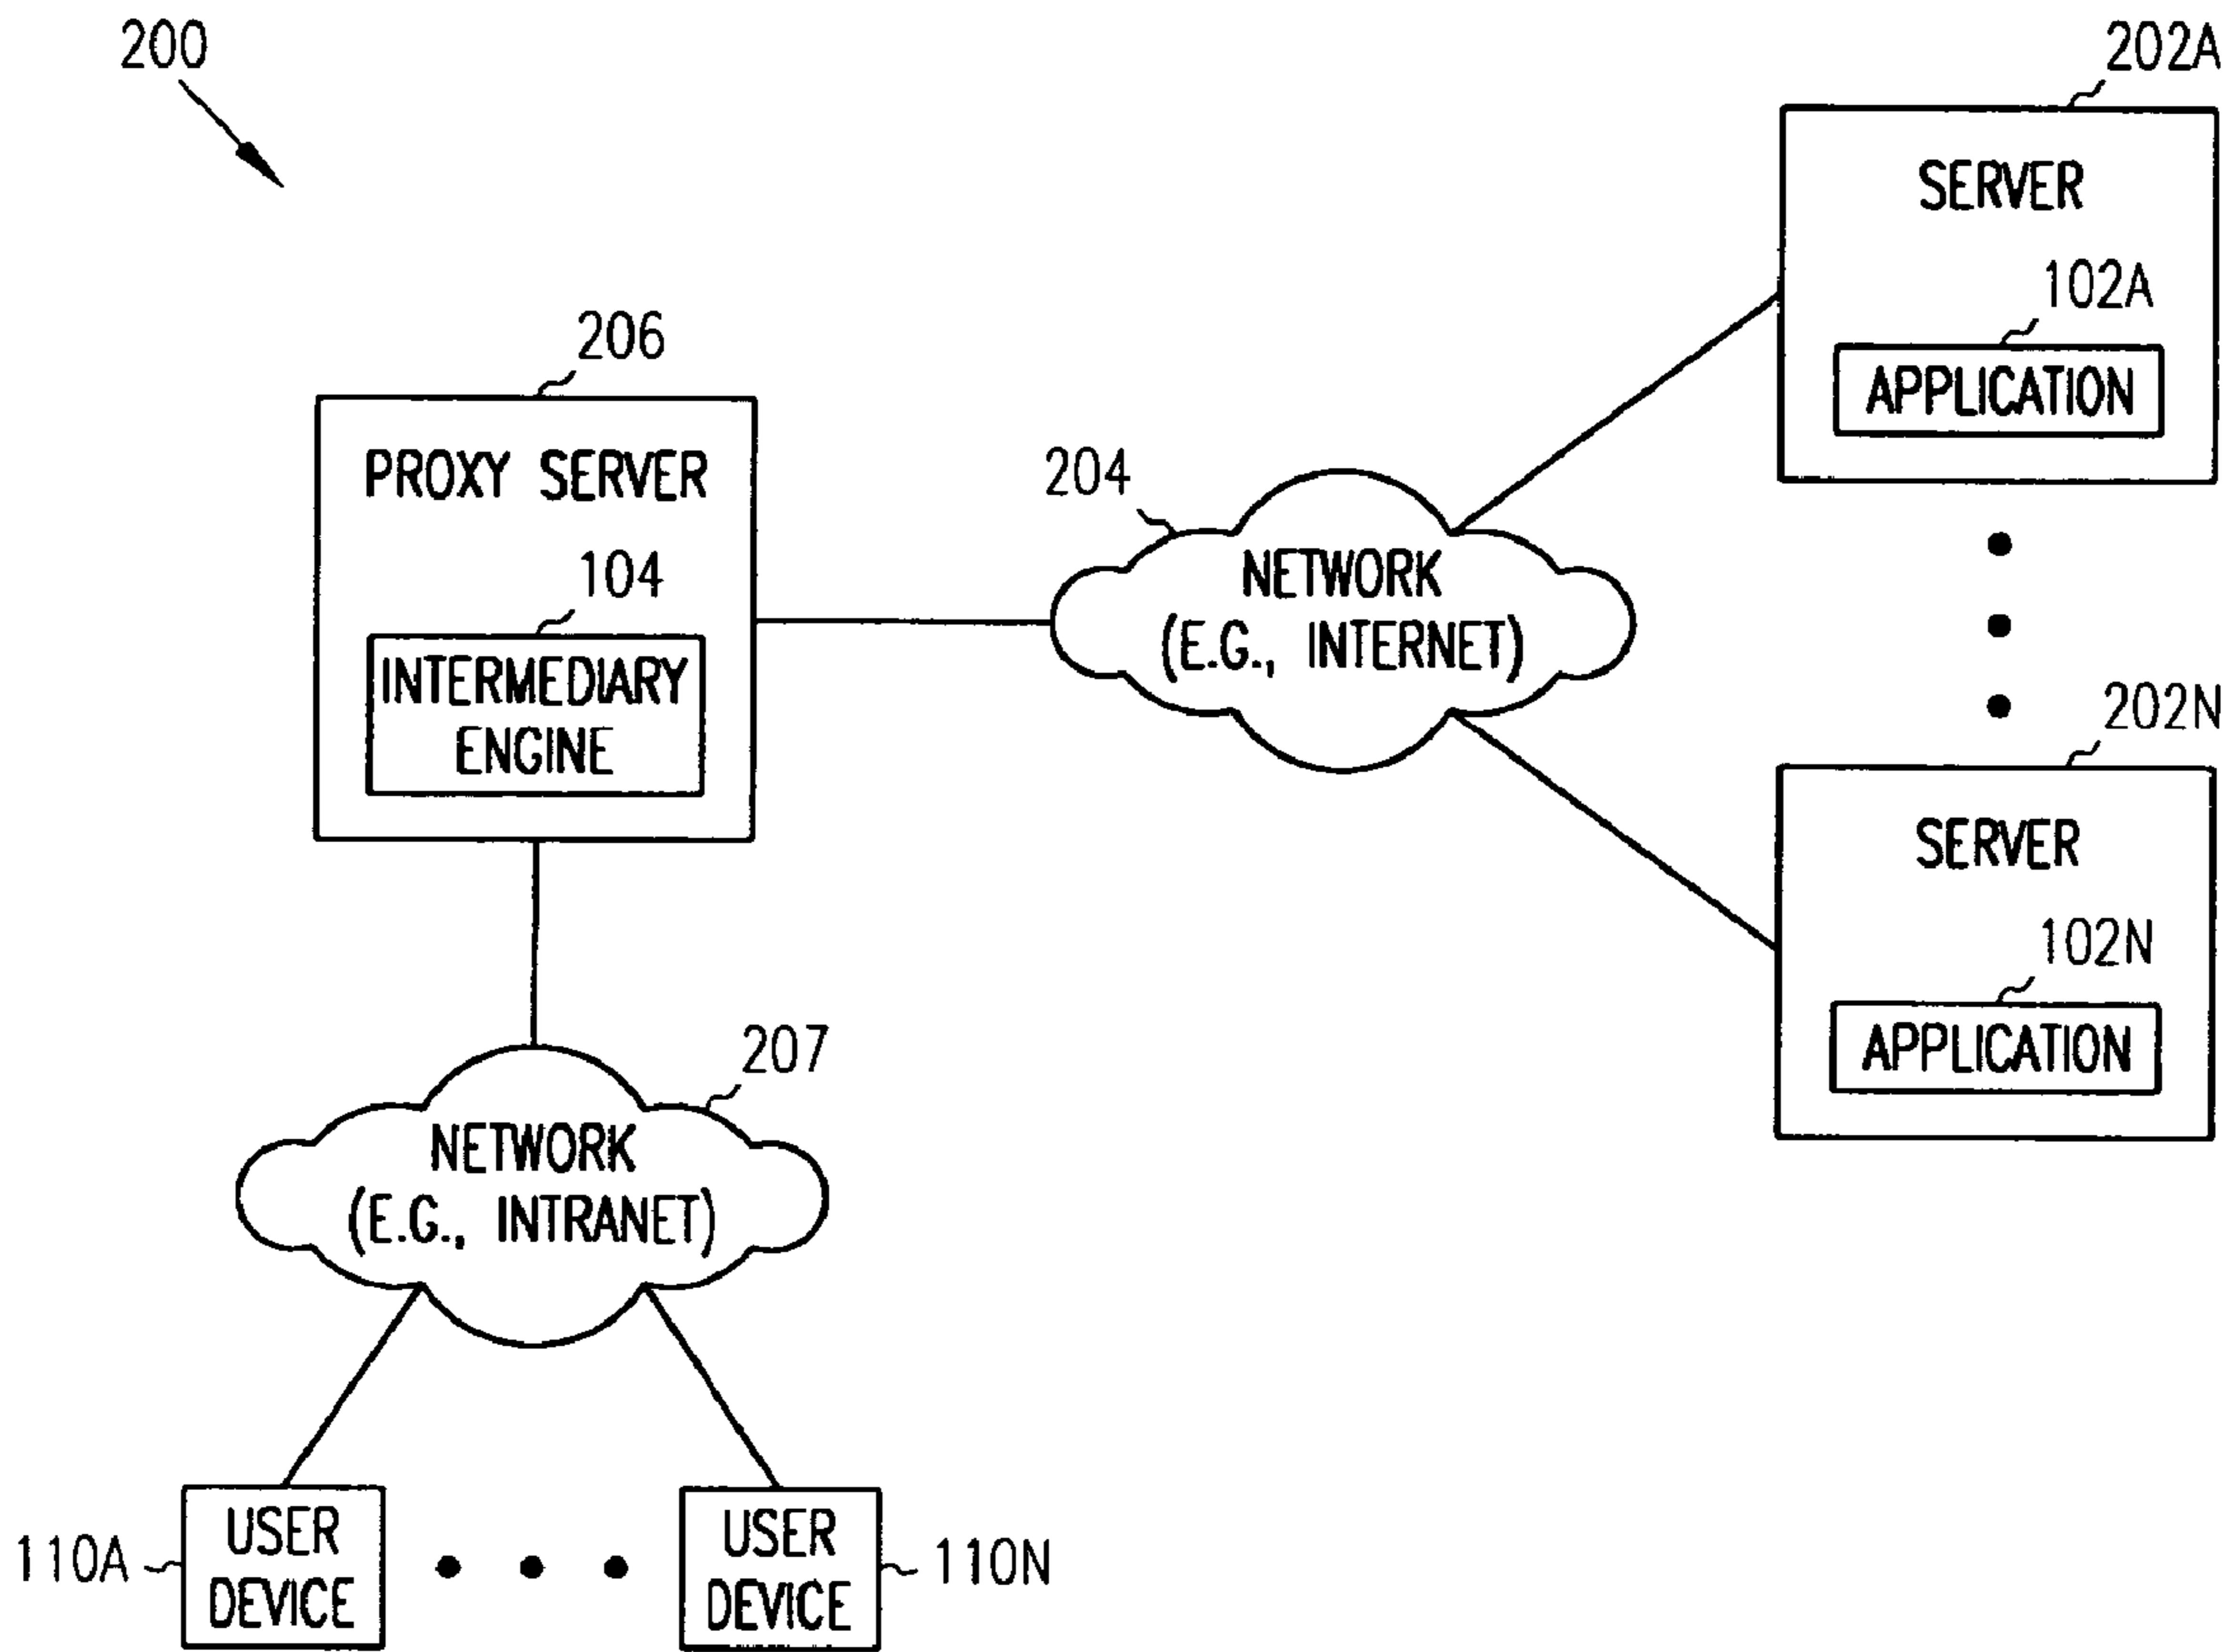 200
202A
SERVER
102A
APPLICATION
206
PROXY SERVER
104
INTERMEDIARY
ENGINE
204
NETWORK
(E.G., INTERNET)
202N
SERVER
102N
APPLICATION
207
NETWORK
(E.G., INTRANET)
110A
USER
DEVICE
USER
DEVICE
110N